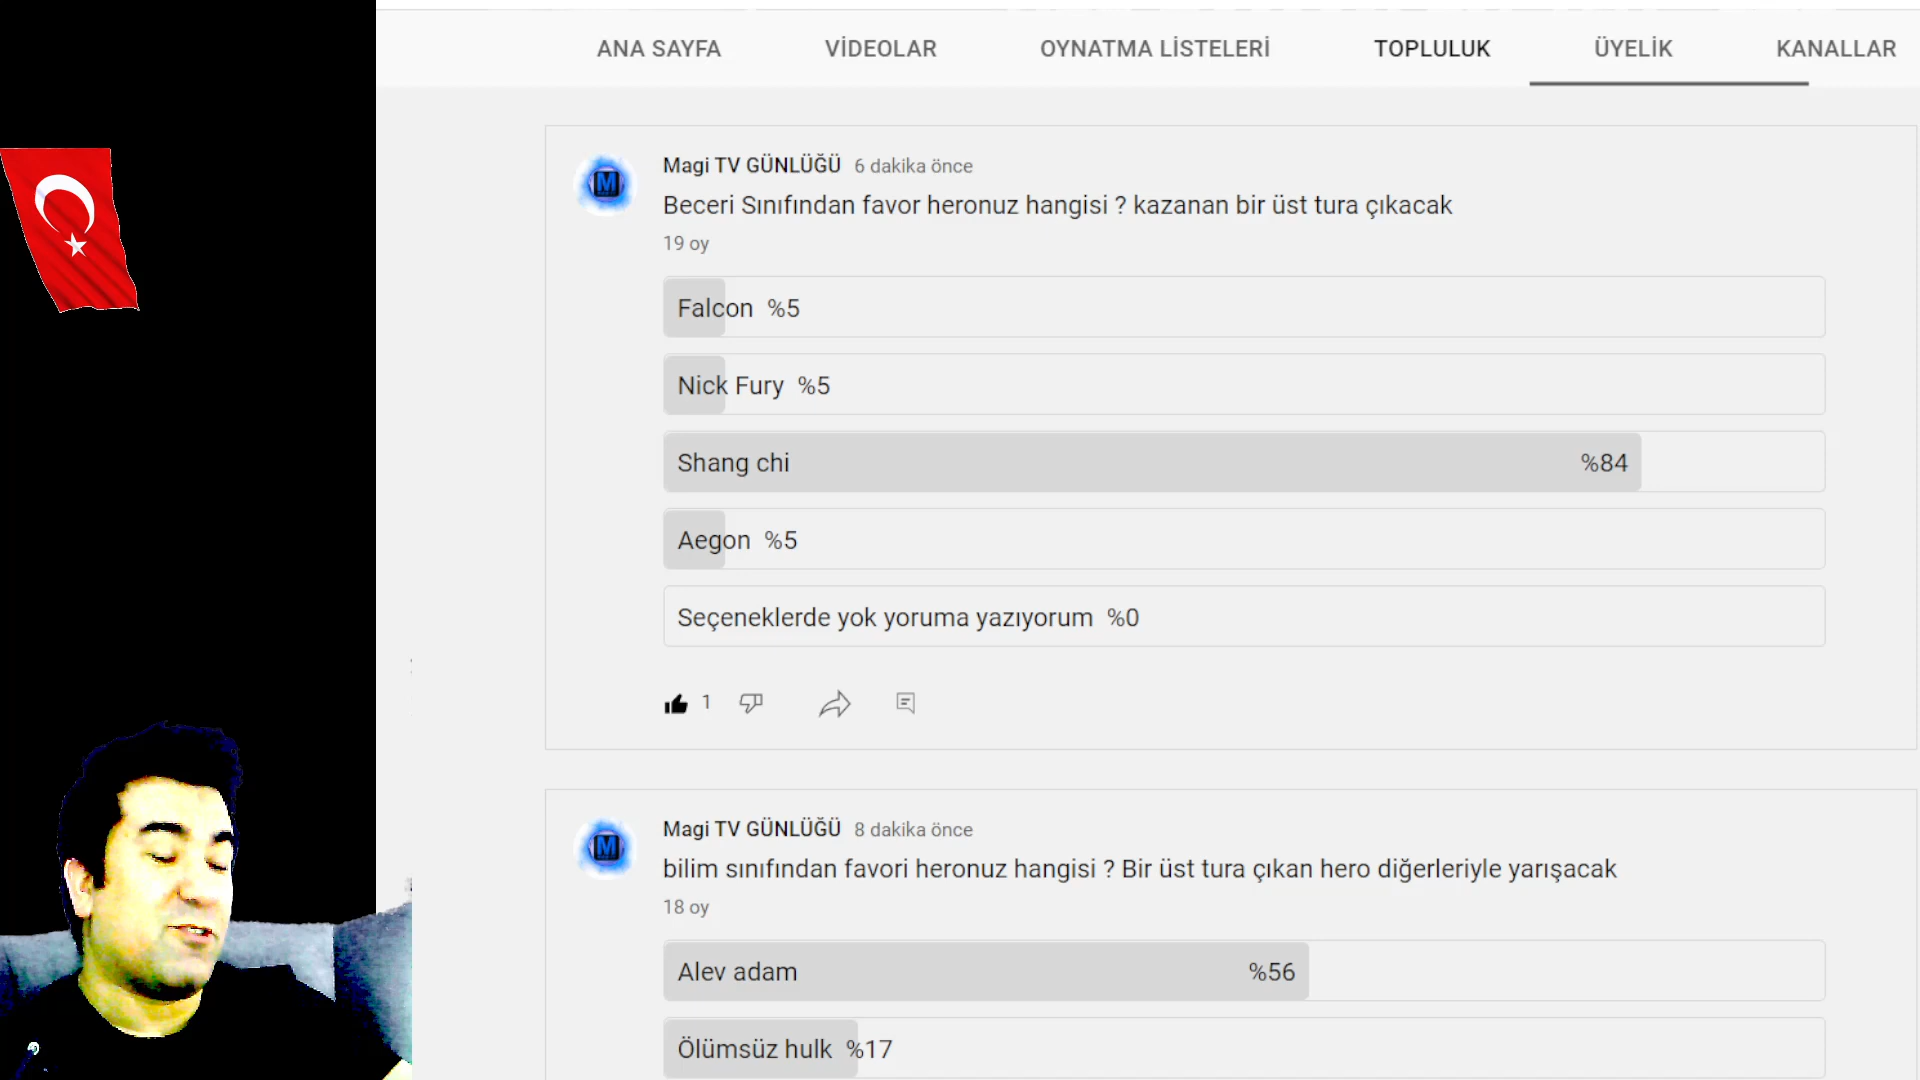 ANA SAYFA VİDEOLAR OYNATMA LİSTELERİ TOPLULUK ÜYELİK KANALLAR
M
Magi TV GÜNLÜĞÜ 6 dakika önce
Beceri Sınıfından favor heronuz hangisi ? kazanan bir üst tura çıkacak
19 oy
Falcon %5
Nick Fury %5
Shang chi %84
Aegon %5
Seçeneklerde yok yoruma yazıyorum %0
1
M
Magi TV GÜNLÜĞÜ 8 dakika önce
bilim sınıfından favori heronuz hangisi ? Bir üst tura çıkan hero diğerleriyle yarışacak
18 oy
Alev adam %56
Ölümsüz hulk %17